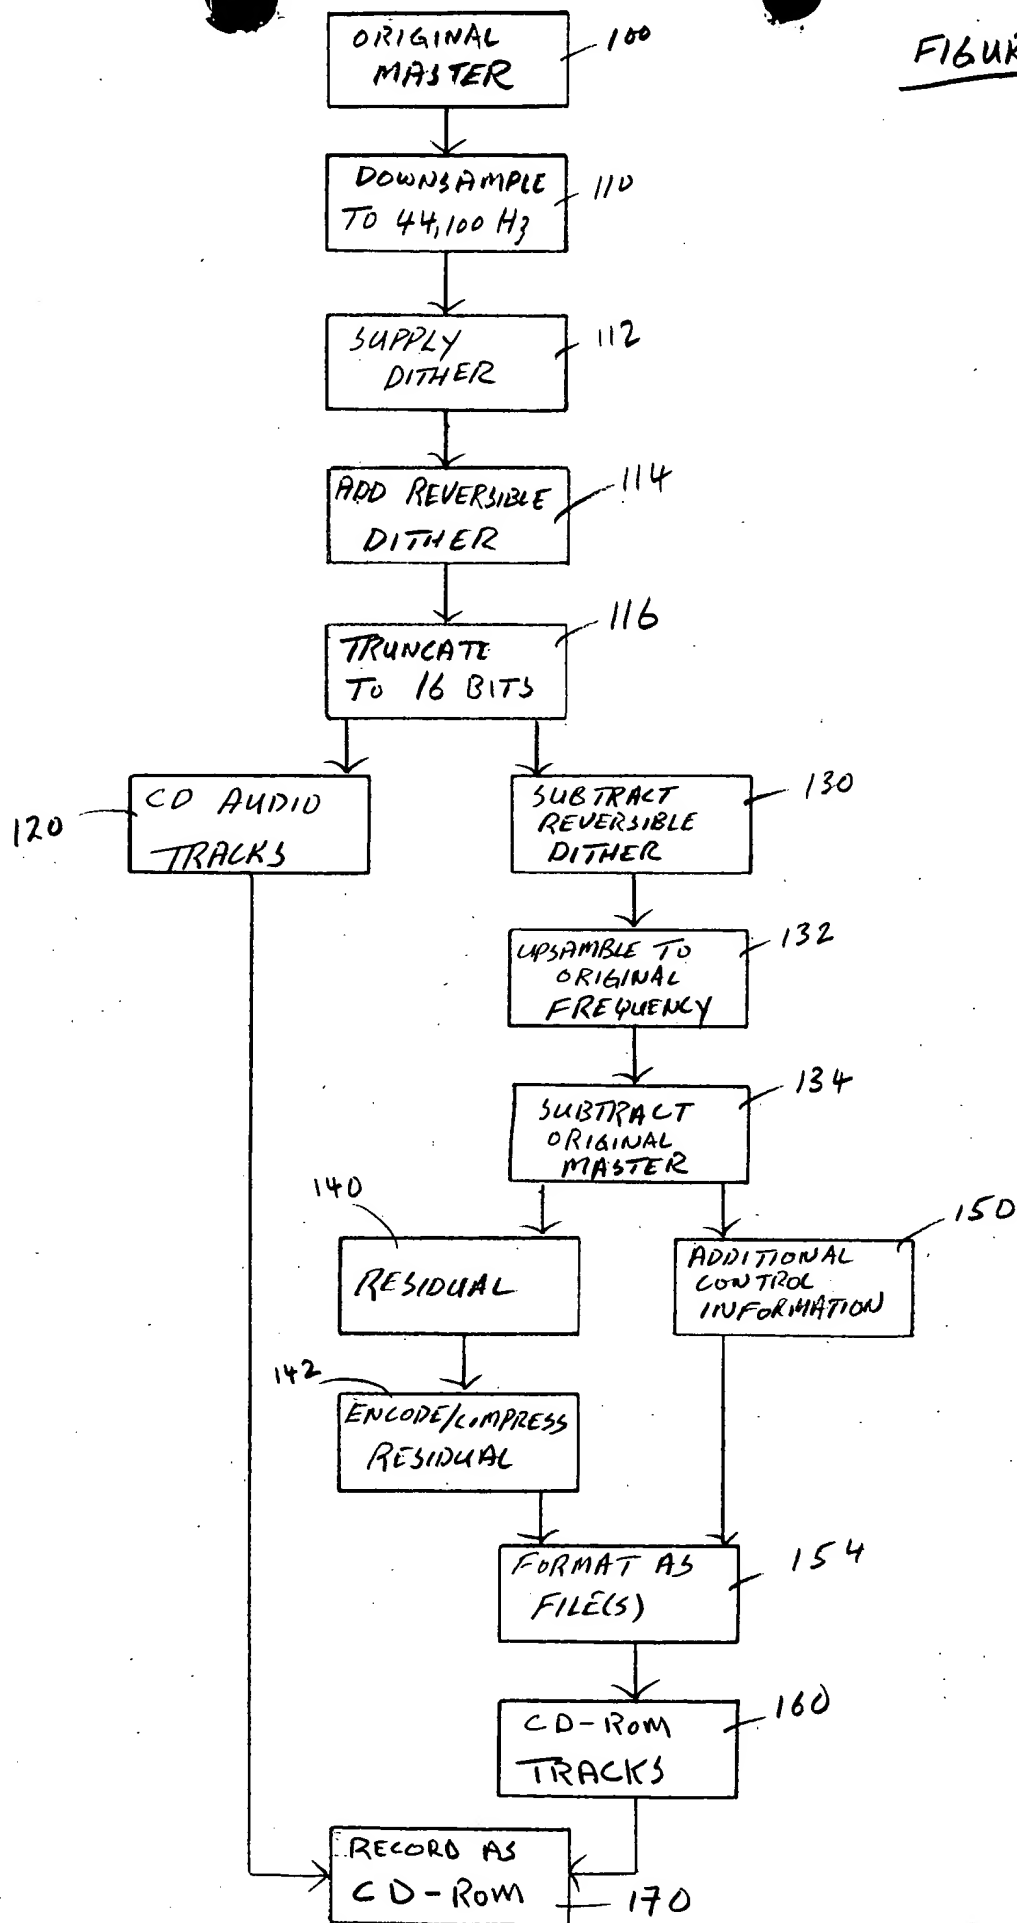 ORIGINAL
MASTER
100
DOWNSAMPLE
TO 44,100 Hz
110
SUPPLY
DITHER
112
ADD REVERSIBLE
DITHER
114
TRUNCATE
TO 16 BITS
116
CD AUDIO
TRACKS
120
SUBTRACT
REVERSIBLE
DITHER
130
UPSAMBLE TO
ORIGINAL
FREQUENCY
132
SUBTRACT
ORIGINAL
MASTER
134
140
RESIDUAL
ADDITIONAL
CONTROL
INFORMATION
150
142
ENCODE/COMPRESS
RESIDUAL
FORMAT AS
FILE(S)
154
CD-ROM
TRACKS
160
RECORD AS
CD-ROM
170